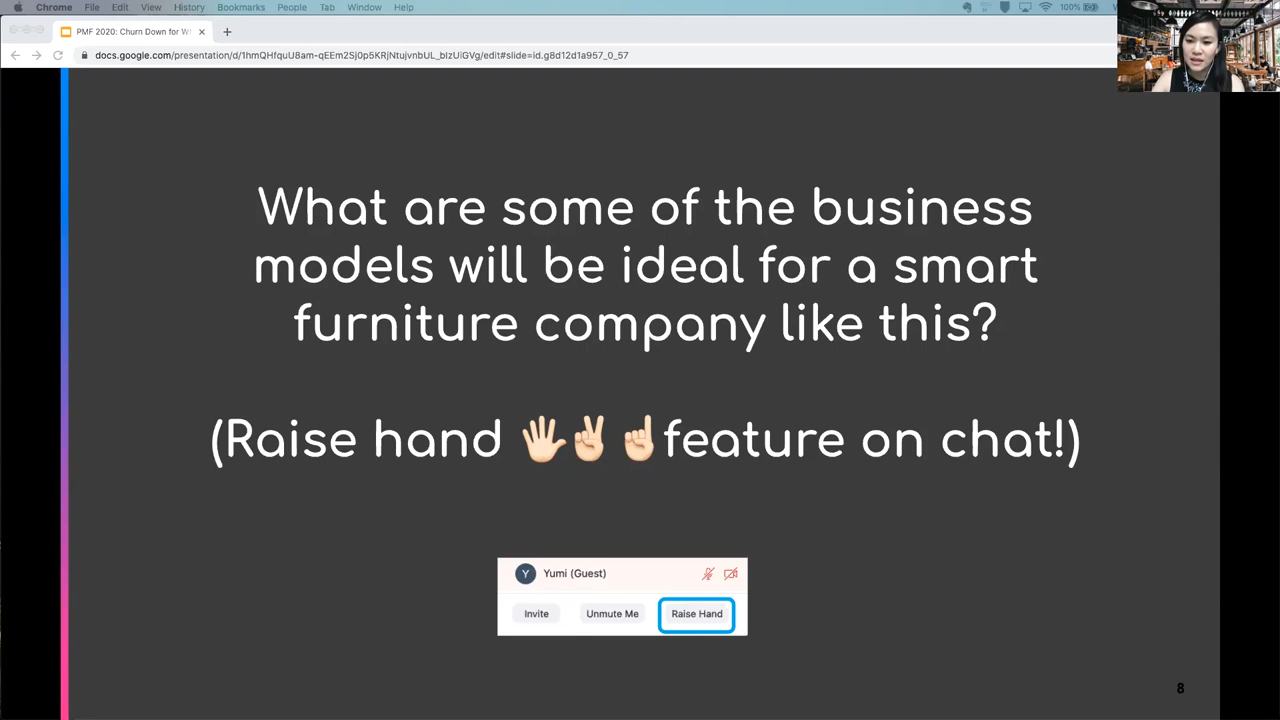 Chrome File Edit View History Bookmarks People Tab Window Help 100%
PMF 2020: Churn Down for W
docs.google.com/presentation/d/1hmQHfquU8am-qEEm2Sj0p5KRjNtujvnbUL_bIzUiGVg/edit#slide=id.g8d12d1a957_0_57
What are some of the business
models will be ideal for a smart
furniture company like this?
(Raise hand 🖐🏻✌🏻☝🏻feature on chat!)
Y Yumi (Guest)
Invite Unmute Me Raise Hand
8